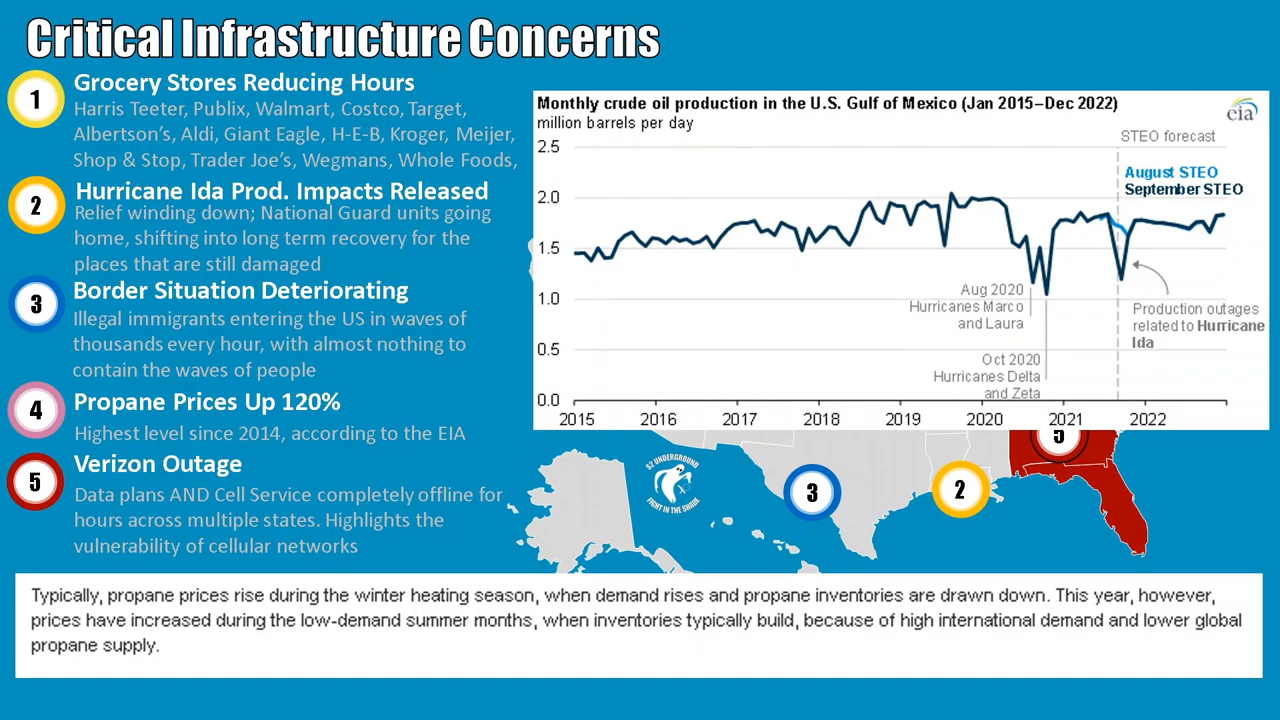 Critical Infrastructure Concerns
1
Grocery Stores Reducing Hours
Harris Teeter, Publix, Walmart, Costco, Target,
Albertson's, Aldi, Giant Eagle, H-E-B, Kroger, Meijer,
Shop & Stop, Trader Joe's, Wegmans, Whole Foods,
2
Hurricane Ida Prod. Impacts Released
Relief winding down; National Guard units going
home, shifting into long term recovery for the
places that are still damaged
3
Border Situation Deteriorating
Illegal immigrants entering the US in waves of
thousands every hour, with almost nothing to
contain the waves of people
4
Propane Prices Up 120%
Highest level since 2014, according to the EIA
5
Verizon Outage
Data plans AND Cell Service completely offline for
hours across multiple states. Highlights the
vulnerability of cellular networks
Monthly crude oil production in the U.S. Gulf of Mexico (Jan 2015–Dec 2022)
million barrels per day
eia
STEO forecast
August STEO
September STEO
2.5
2.0
1.5
1.0
0.5
0.0
Aug 2020
Hurricanes Marco
and Laura
Oct 2020
Hurricanes Delta
and Zeta
Production outages
related to Hurricane
Ida
2015 2016 2017 2018 2019 2020 2021 2022
5
S2 UNDERGROUND
FIGHT IN THE SHADE
3
2
Typically, propane prices rise during the winter heating season, when demand rises and propane inventories are drawn down. This year, however,
prices have increased during the low-demand summer months, when inventories typically build, because of high international demand and lower global
propane supply.